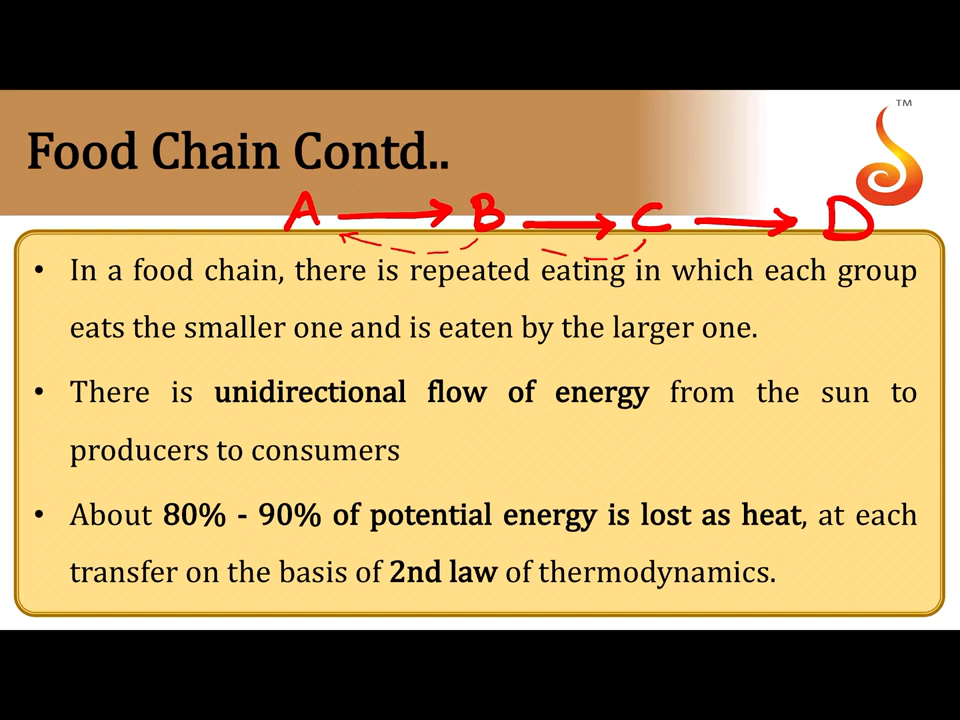 ™
Food Chain Contd..
A → B → C → D
• In a food chain, there is repeated eating in which each group
eats the smaller one and is eaten by the larger one.
• There is unidirectional flow of energy from the sun to
producers to consumers
• About 80% - 90% of potential energy is lost as heat, at each
transfer on the basis of 2nd law of thermodynamics.